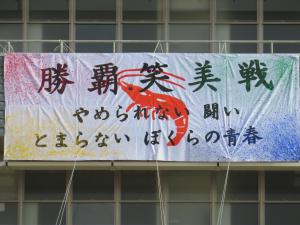 勝覇笑美戦
やめられない 闘い
とまらない ぼくらの青春